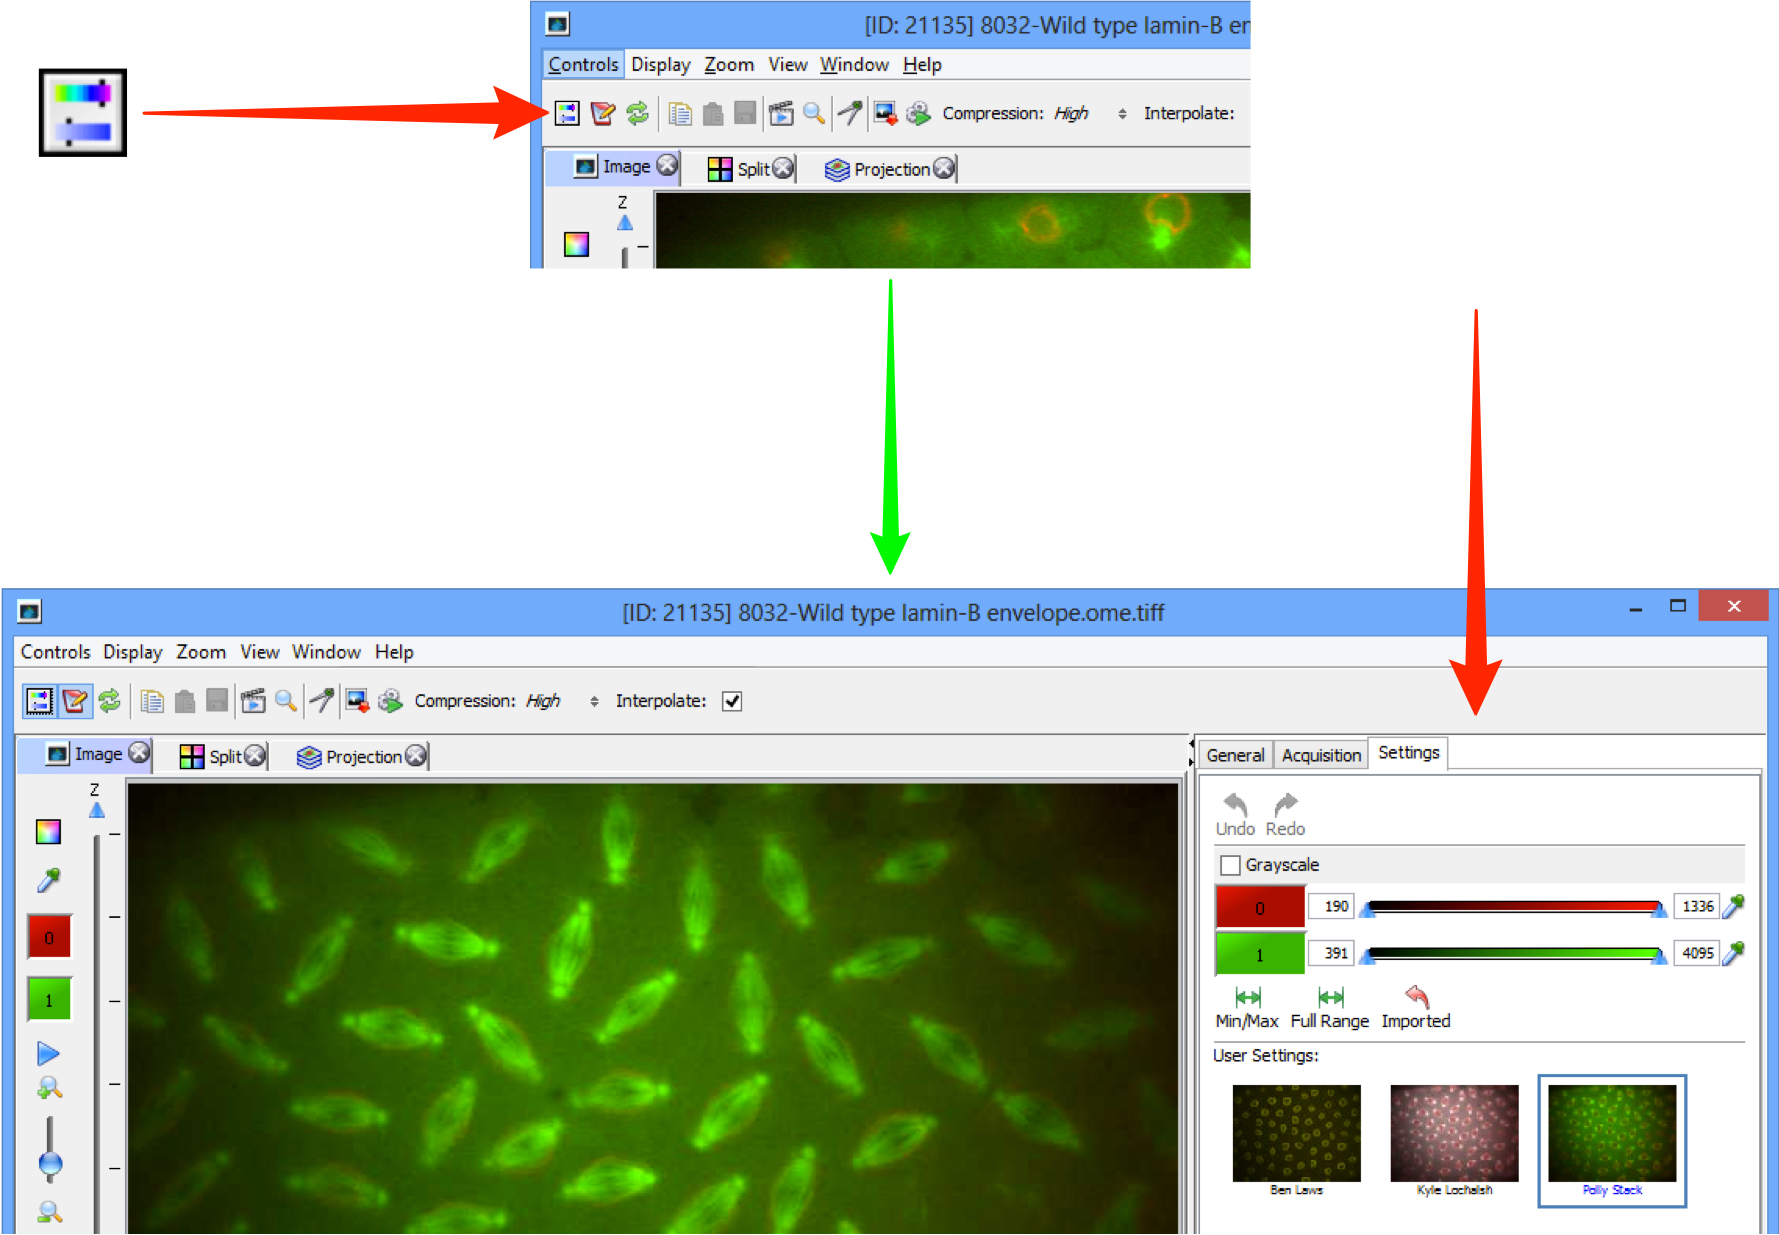 [ID: 21135] 8032-Wild type lamin-B er
Controls Display Zoom View Window Help
Compression: High Interpolate:
Image Split Projection
Z
[ID: 21135] 8032-Wild type lamin-B envelope.ome.tiff
Controls Display Zoom View Window Help
Compression: High Interpolate:
Image Split Projection
Z
0
1
General Acquisition Settings
Undo Redo
Grayscale
0 190 1336
1 391 4095
Min/Max Full Range Imported
User Settings:
Ben Laws Kyle Lochalsh Polly Stack